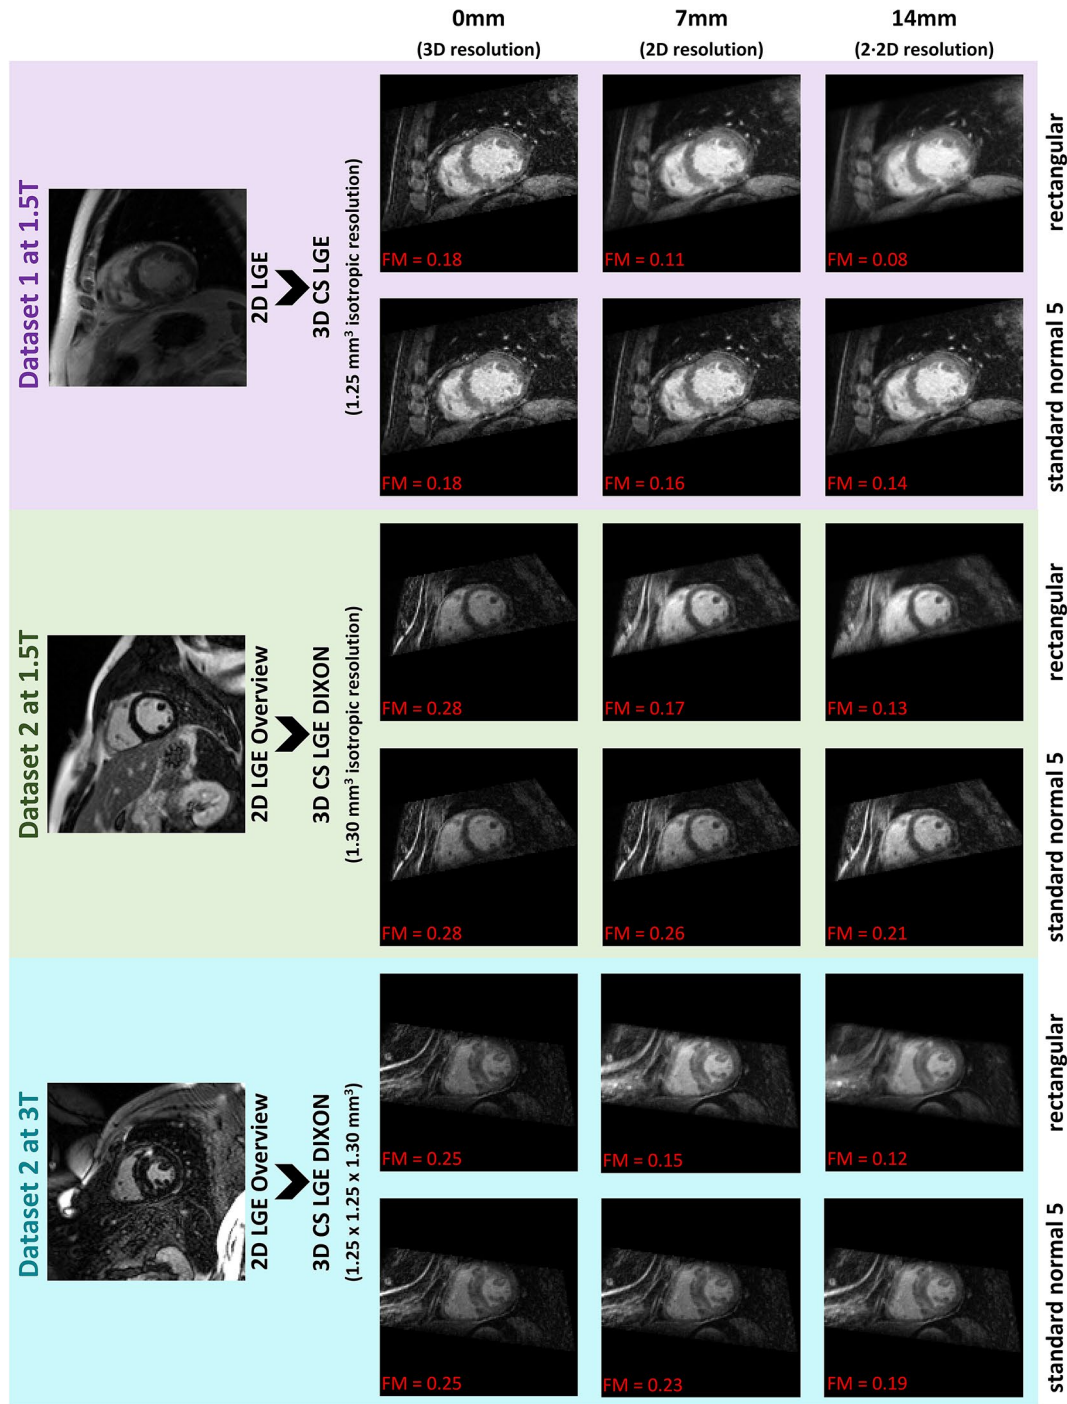 0mm
7mm
14mm
(3D resolution)
(2D resolution)
(2·2D resolution)
Dataset 1 at 1.5T
2D LGE
3D CS LGE
(1.25 mm³ isotropic resolution)
FM = 0.18
FM = 0.11
FM = 0.08
rectangular
FM = 0.18
FM = 0.16
FM = 0.14
standard normal 5
Dataset 2 at 1.5T
2D LGE Overview
3D CS LGE DIXON
(1.30 mm³ isotropic resolution)
FM = 0.28
FM = 0.17
FM = 0.13
rectangular
FM = 0.28
FM = 0.26
FM = 0.21
standard normal 5
Dataset 2 at 3T
2D LGE Overview
3D CS LGE DIXON
(1.25 x 1.25 x 1.30 mm³)
FM = 0.25
FM = 0.15
FM = 0.12
rectangular
FM = 0.25
FM = 0.23
FM = 0.19
standard normal 5